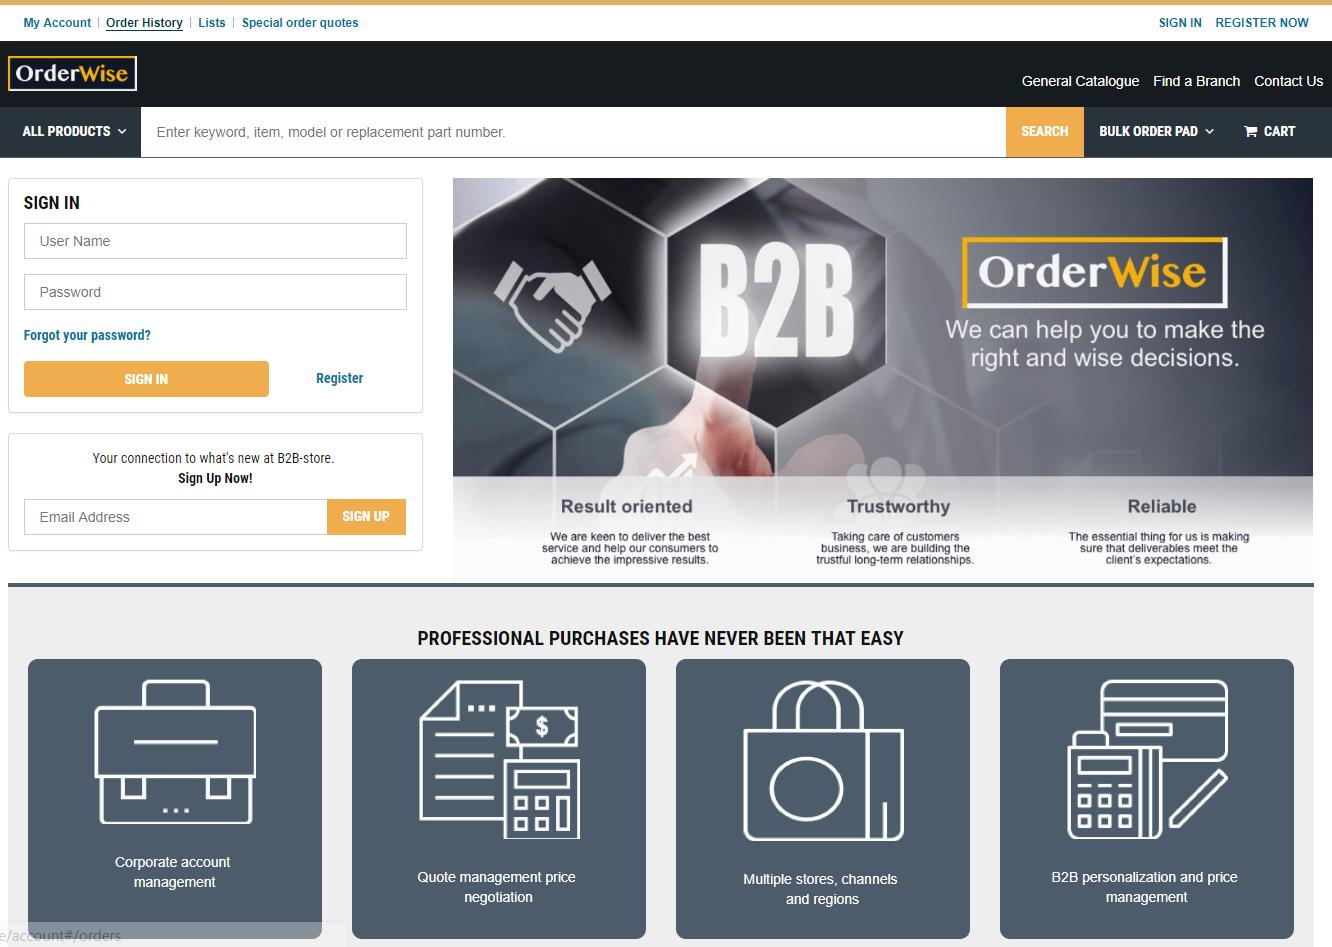 My Account | Order History | Lists | Special order quotes
SIGN IN REGISTER NOW
OrderWise
General Catalogue Find a Branch Contact Us
ALL PRODUCTS
Enter keyword, item, model or replacement part number.
SEARCH
BULK ORDER PAD
CART
SIGN IN
User Name
Password
Forgot your password?
SIGN IN
Register
Your connection to what's new at B2B-store.
Sign Up Now!
Email Address
SIGN UP
B2B
OrderWise
We can help you to make the
right and wise decisions.
Result oriented
We are keen to deliver the best
service and help our consumers to
achieve the impressive results.
Trustworthy
Taking care of customers
business, we are building the
trustful long-term relationships.
Reliable
The essential thing for us is making
sure that deliverables meet the
client's expectations.
PROFESSIONAL PURCHASES HAVE NEVER BEEN THAT EASY
Corporate account
management
$
Quote management price
negotiation
Multiple stores, channels
and regions
B2B personalization and price
management
e/account#/orders